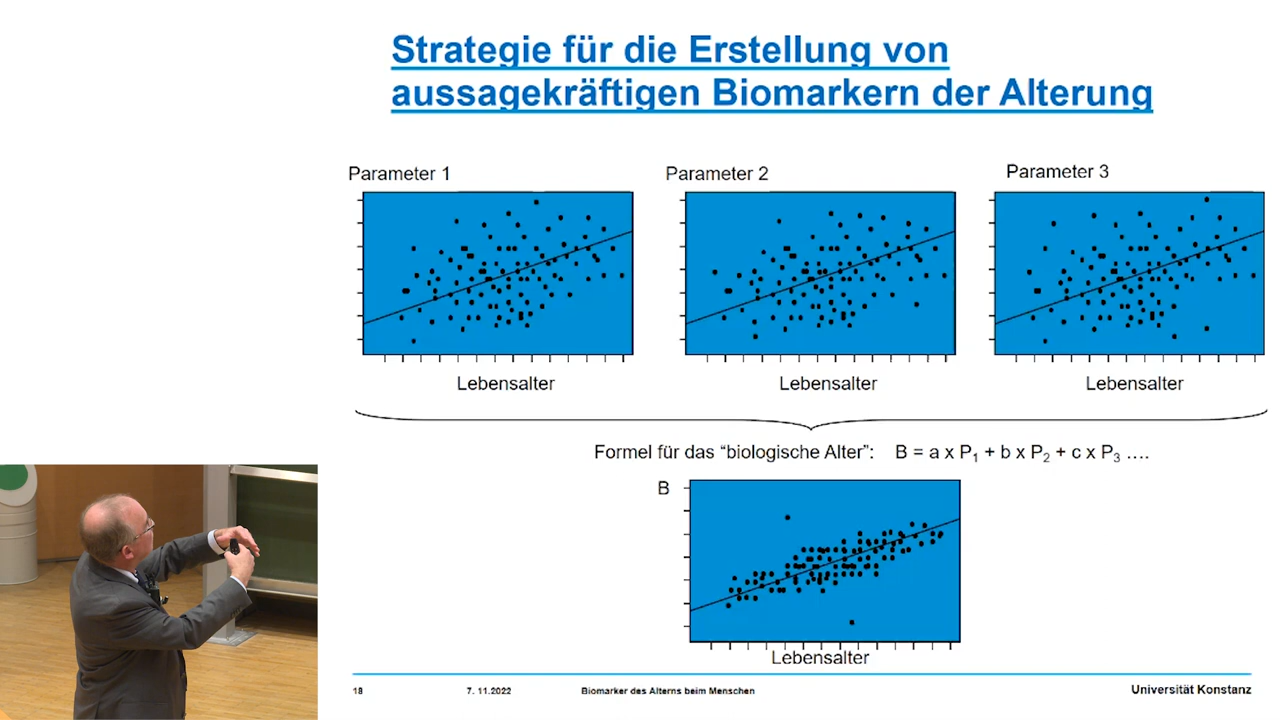 Strategie für die Erstellung von
aussagekräftigen Biomarkern der Alterung
Parameter 1
Parameter 2
Parameter 3
Lebensalter
Lebensalter
Lebensalter
Formel für das “biologische Alter”: B = a x P₁ + b x P₂ + c x P₃ ….
B
Lebensalter
18 7. 11.2022 Biomarker des Alterns beim Menschen Universität Konstanz